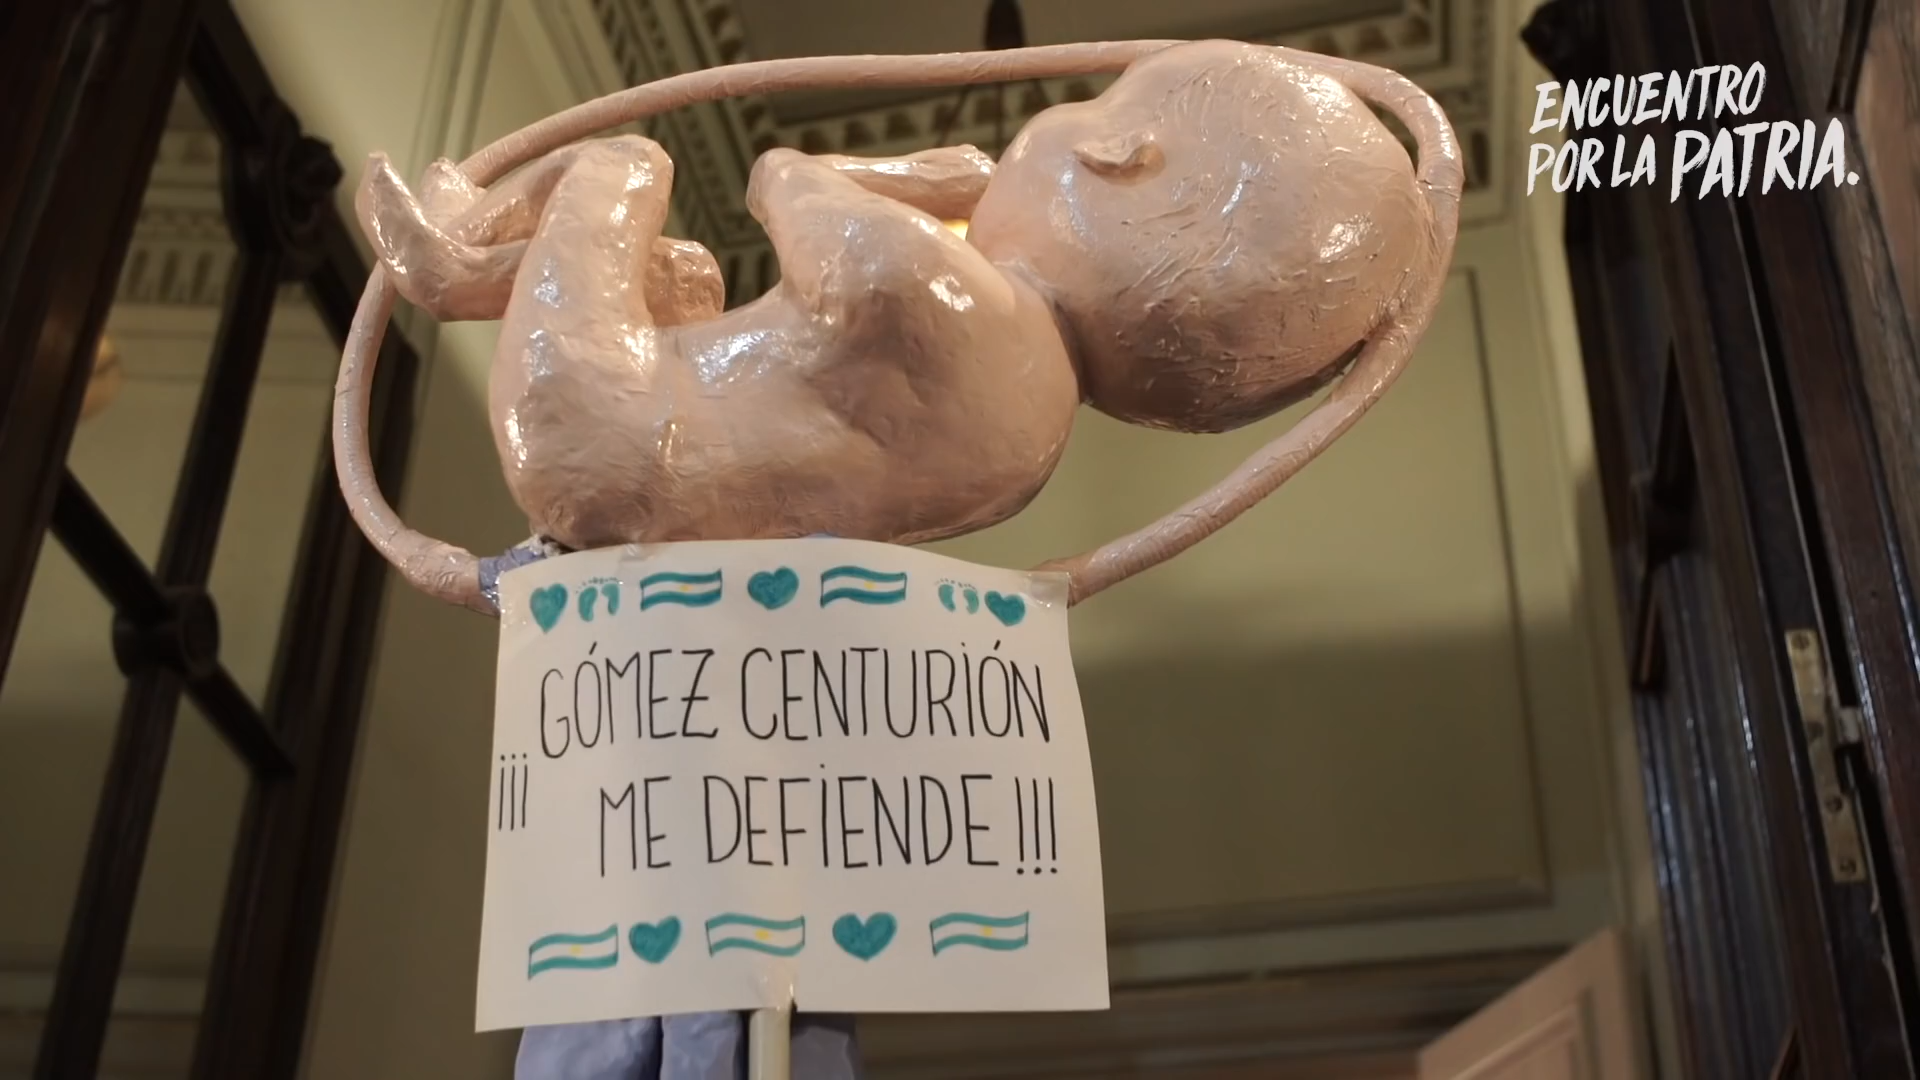 ENCUENTRO
POR LA PATRIA.
GÓMEZ CENTURIÓN
¡¡¡ ME DEFIENDE !!!